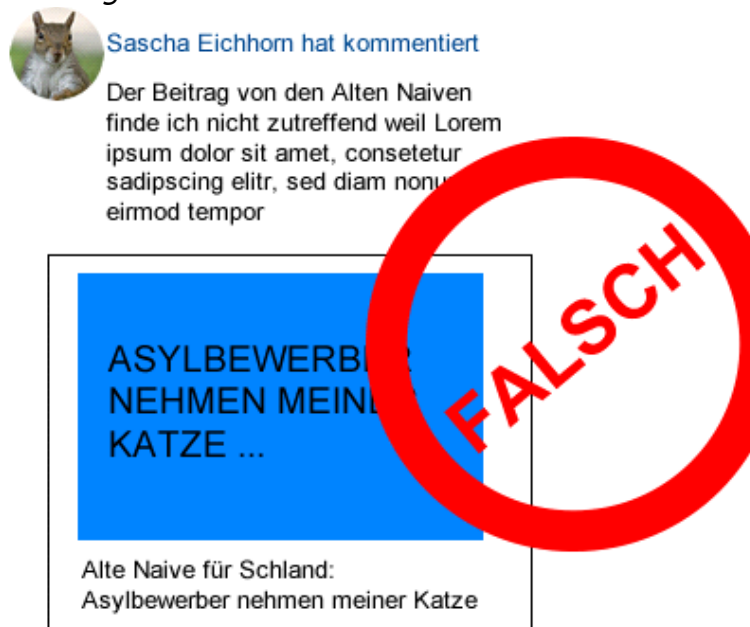 Sascha Eichhorn hat kommentiert
Der Beitrag von den Alten Naiven
finde ich nicht zutreffend weil Lorem
ipsum dolor sit amet, consetetur
sadipscing elitr, sed diam
eirmod tempor
FALSCH
ASYLBEWERBER
NEHMEN MEINER
KATZE ...
Alte Naive für Schland:
Asylbewerber nehmen meiner Katze